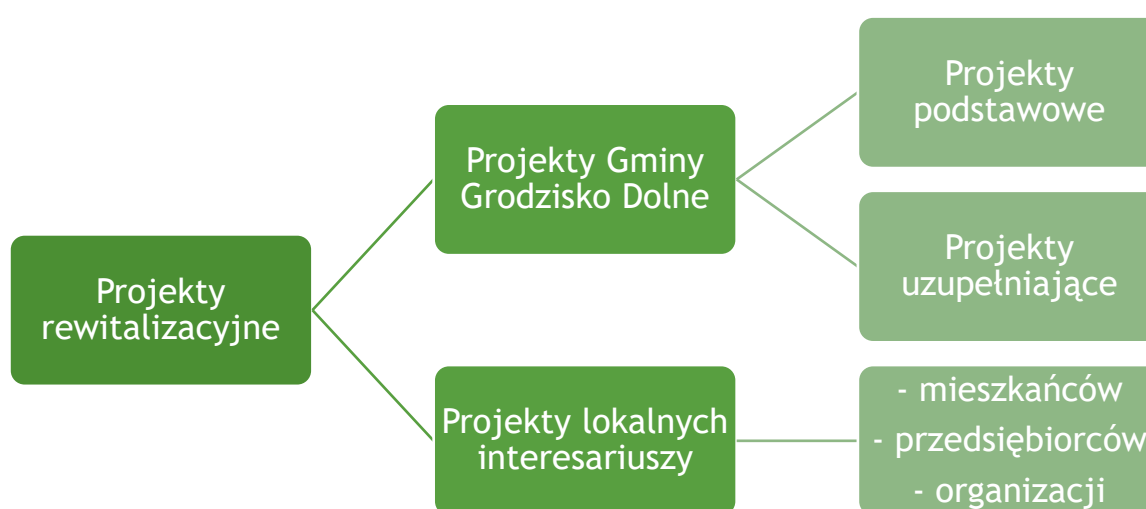 Projekty
rewitalizacyjne
Projekty Gminy
Grodzisko Dolne
Projekty
podstawowe
Projekty
uzupełniające
Projekty lokalnych
interesariuszy
- mieszkańców
- przedsiębiorców
- organizacji